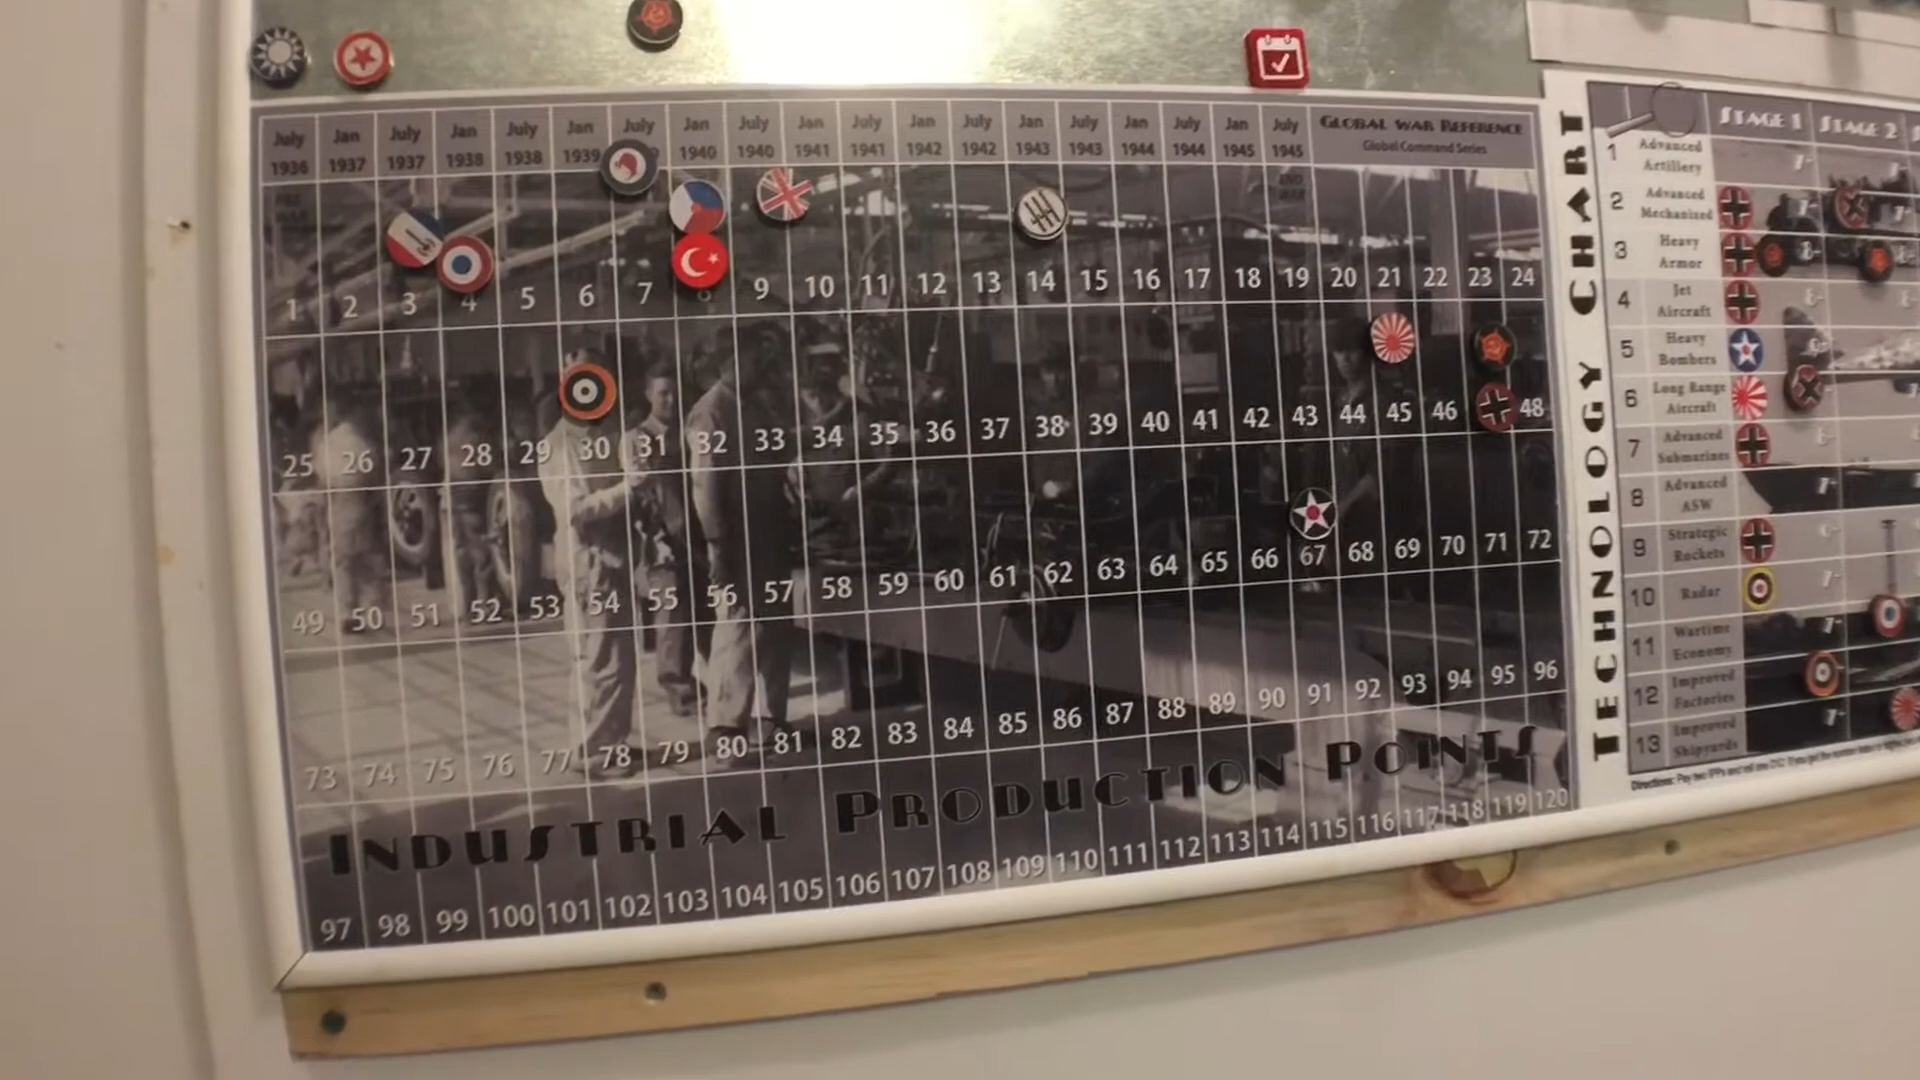 July Jan July Jan July Jan July Jan July Jan July Jan July Jan July Jan July Jan July GLOBAL WAR REFERENCE
1936 1937 1937 1938 1938 1939 1940 1940 1941 1941 1942 1942 1943 1943 1944 1944 1945 1945 Global Command Series
END
WAR
1 2 3 4 5 6 7 8 9 10 11 12 13 14 15 16 17 18 19 20 21 22 23 24
25 26 27 28 29 30 31 32 33 34 35 36 37 38 39 40 41 42 43 44 45 46 48
49 50 51 52 53 54 55 56 57 58 59 60 61 62 63 64 65 66 67 68 69 70 71 72
73 74 75 76 77 78 79 80 81 82 83 84 85 86 87 88 89 90 91 92 93 94 95 96
INDUSTRIAL PRODUCTION POINTS
97 98 99 100 101 102 103 104 105 106 107 108 109 110 111 112 113 114 115 116 117 118 119 120
TECHNOLOGY CHART
STAGE 1 STAGE 2
1 Advanced
Artillery
2 Advanced
Mechanized
3 Heavy
Armor
4 Jet
Aircraft
5 Heavy
Bombers
6 Long Range
Aircraft
7 Advanced
Submarines
8 Advanced
ASW
9 Strategic
Rockets
10 Radar
11 Wartime
Economy
12 Improved
Factories
13 Improved
Shipyards